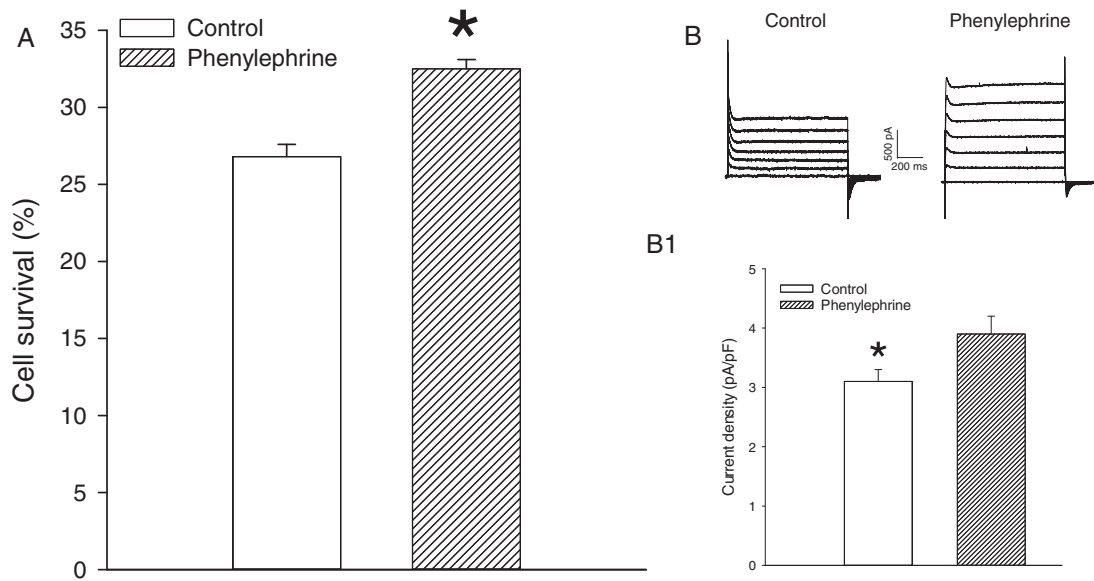 A
35
30
25
20
15
10
5
0
Cell survival (%)
Control
Phenylephrine
*
B
Control
Phenylephrine
500 pA
200 ms
B1
5
4
3
2
1
0
Current density (pA/pF)
Control
Phenylephrine
*